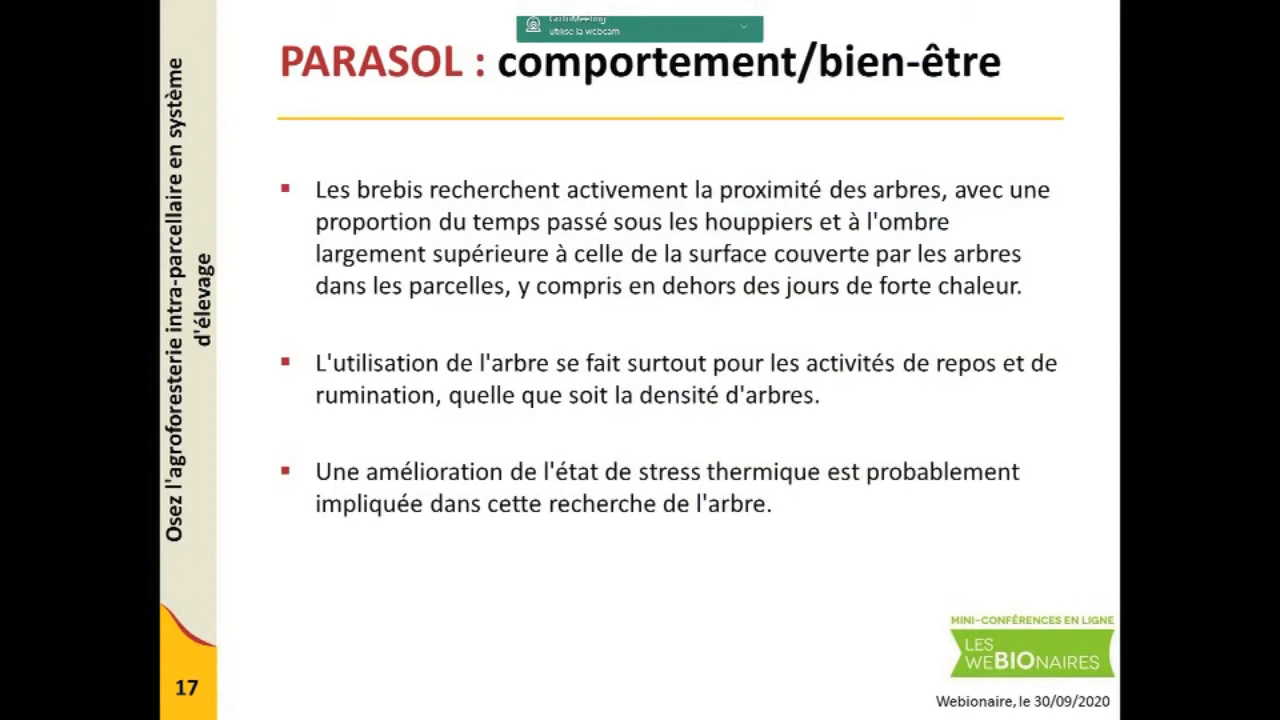 utilise la webcam
PARASOL : comportement/bien-être
Osez l'agroforesterie intra-parcellaire en système
d'élevage
▪ Les brebis recherchent activement la proximité des arbres, avec une
proportion du temps passé sous les houppiers et à l'ombre
largement supérieure à celle de la surface couverte par les arbres
dans les parcelles, y compris en dehors des jours de forte chaleur.
▪ L'utilisation de l'arbre se fait surtout pour les activités de repos et de
rumination, quelle que soit la densité d'arbres.
▪ Une amélioration de l'état de stress thermique est probablement
impliquée dans cette recherche de l'arbre.
MINI-CONFÉRENCES EN LIGNE
LES
WEBIONAIRES
17
Webionaire, le 30/09/2020